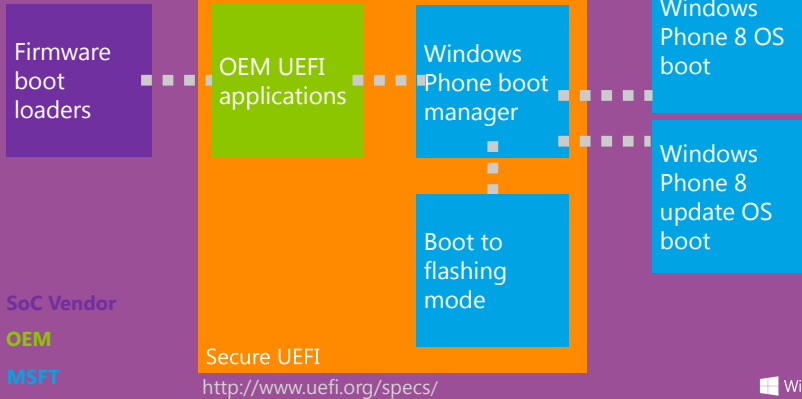 Firmware
boot
loaders
OEM UEFI
applications
Windows
Phone boot
manager
Windows
Phone 8 OS
boot
Windows
Phone 8
update OS
boot
Boot to
flashing
mode
SoC Vendor
OEM
MSFT
Secure UEFI
http://www.uefi.org/specs/